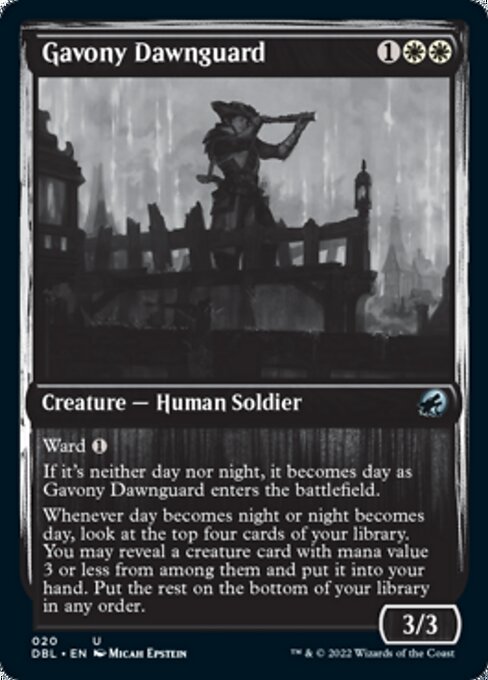 Gavony Dawnguard 1
Creature — Human Soldier
Ward 1
If it's neither day nor night, it becomes day as
Gavony Dawnguard enters the battlefield.
Whenever day becomes night or night becomes
day, look at the top four cards of your library.
You may reveal a creature card with mana value
3 or less from among them and put it into your
hand. Put the rest on the bottom of your library
in any order.
3/3
020 U
DBL • EN Micah Epstein
™ & © 2022 Wizards of the Coast